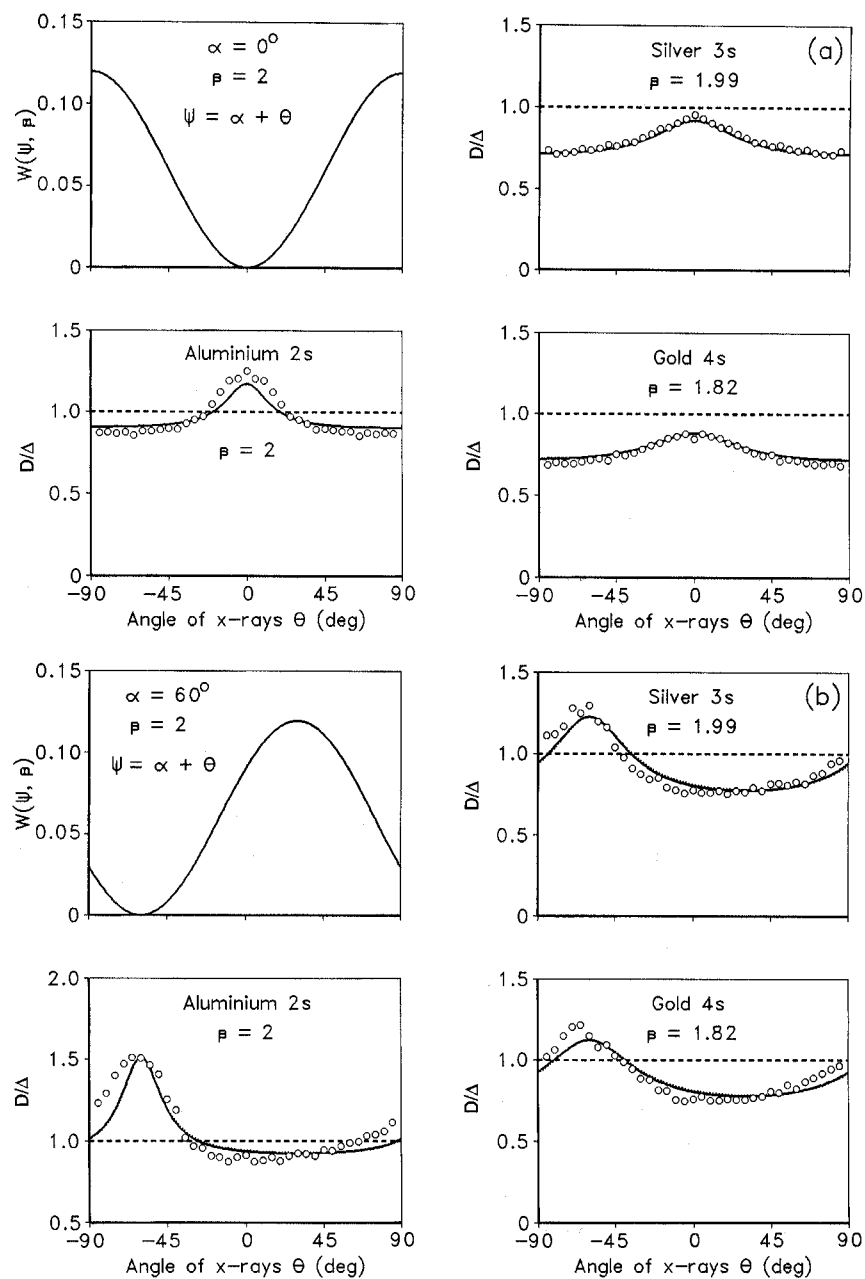 0.15
0.10
0.05
0
W(ψ, β)
α = 0°
β = 2
ψ = α + θ
(a)
Silver 3s
β = 1.99
1.5
1.0
0.5
0
D/Δ
Aluminium 2s
β = 2
1.5
1.0
0.5
0
D/Δ
−90 −45 0 45 90
Angle of x−rays θ (deg)
Gold 4s
β = 1.82
1.5
1.0
0.5
0
D/Δ
−90 −45 0 45 90
Angle of x−rays θ (deg)
0.15
0.10
0.05
0
W(ψ, β)
α = 60°
β = 2
ψ = α + θ
(b)
Silver 3s
β = 1.99
1.5
1.0
0.5
0
D/Δ
Aluminium 2s
β = 2
2.0
1.5
1.0
0.5
D/Δ
−90 −45 0 45 90
Angle of x−rays θ (deg)
Gold 4s
β = 1.82
1.5
1.0
0.5
0
D/Δ
−90 −45 0 45 90
Angle of x−rays θ (deg)